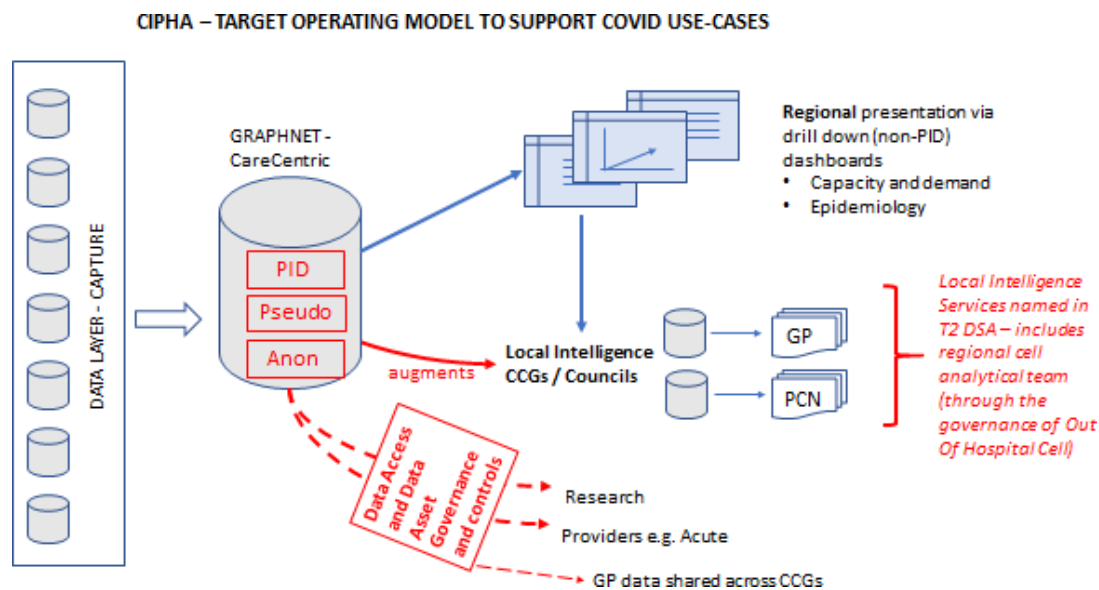 CIPHA – TARGET OPERATING MODEL TO SUPPORT COVID USE-CASES
DATA LAYER - CAPTURE
GRAPHNET -
CareCentric
PID
Pseudo
Anon
Regional presentation via
drill down (non-PID)
dashboards
• Capacity and demand
• Epidemiology
augments
Local Intelligence
CCGs / Councils
GP
PCN
Local Intelligence
Services named in
T2 DSA – includes
regional cell
analytical team
(through the
governance of Out
Of Hospital Cell)
Data Access
and Data
Asset
Governance
and controls
Research
Providers e.g. Acute
GP data shared across CCGs